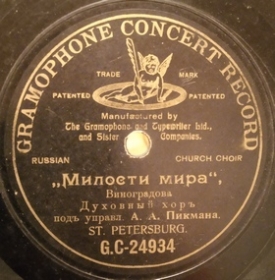 GRAMOPHONE CONCERT RECORD
TRADE MARK
PATENTED PATENTED
Manufactured by
The Gramophone and Typewriter Ltd.,
and Sister Companies.
RUSSIAN CHURCH CHOIR
„Милости мира“,
Виноградова
Духовный хоръ
подъ управл. А. А. Пикмана.
ST. PETERSBURG.
G.C-24934